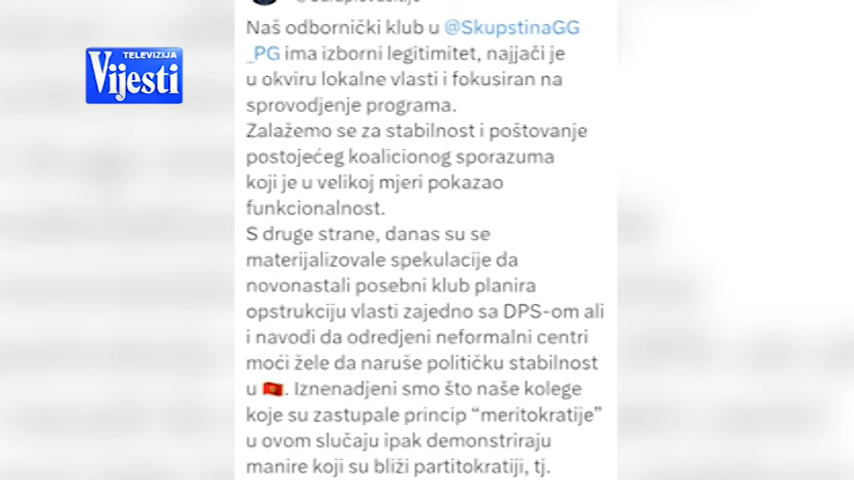 TELEVIZIJA
Vijesti
Naš odbornički klub u @SkupstinaGG
_PG ima izborni legitimitet, najjači je
u okviru lokalne vlasti i fokusiran na
sprovodjenje programa.
Zalažemo se za stabilnost i poštovanje
postojećeg koalicionog sporazuma
koji je u velikoj mjeri pokazao
funkcionalnost.
S druge strane, danas su se
materijalizovale spekulacije da
novonastali posebni klub planira
opstrukciju vlasti zajedno sa DPS-om ali
i navodi da odredjeni neformalni centri
moći žele da naruše političku stabilnost
u 🇲🇪. Iznenadjeni smo što naše kolege
koje su zastupale princip “meritokratije”
u ovom slučaju ipak demonstriraju
manire koji su bliži partitokratiji, tj.